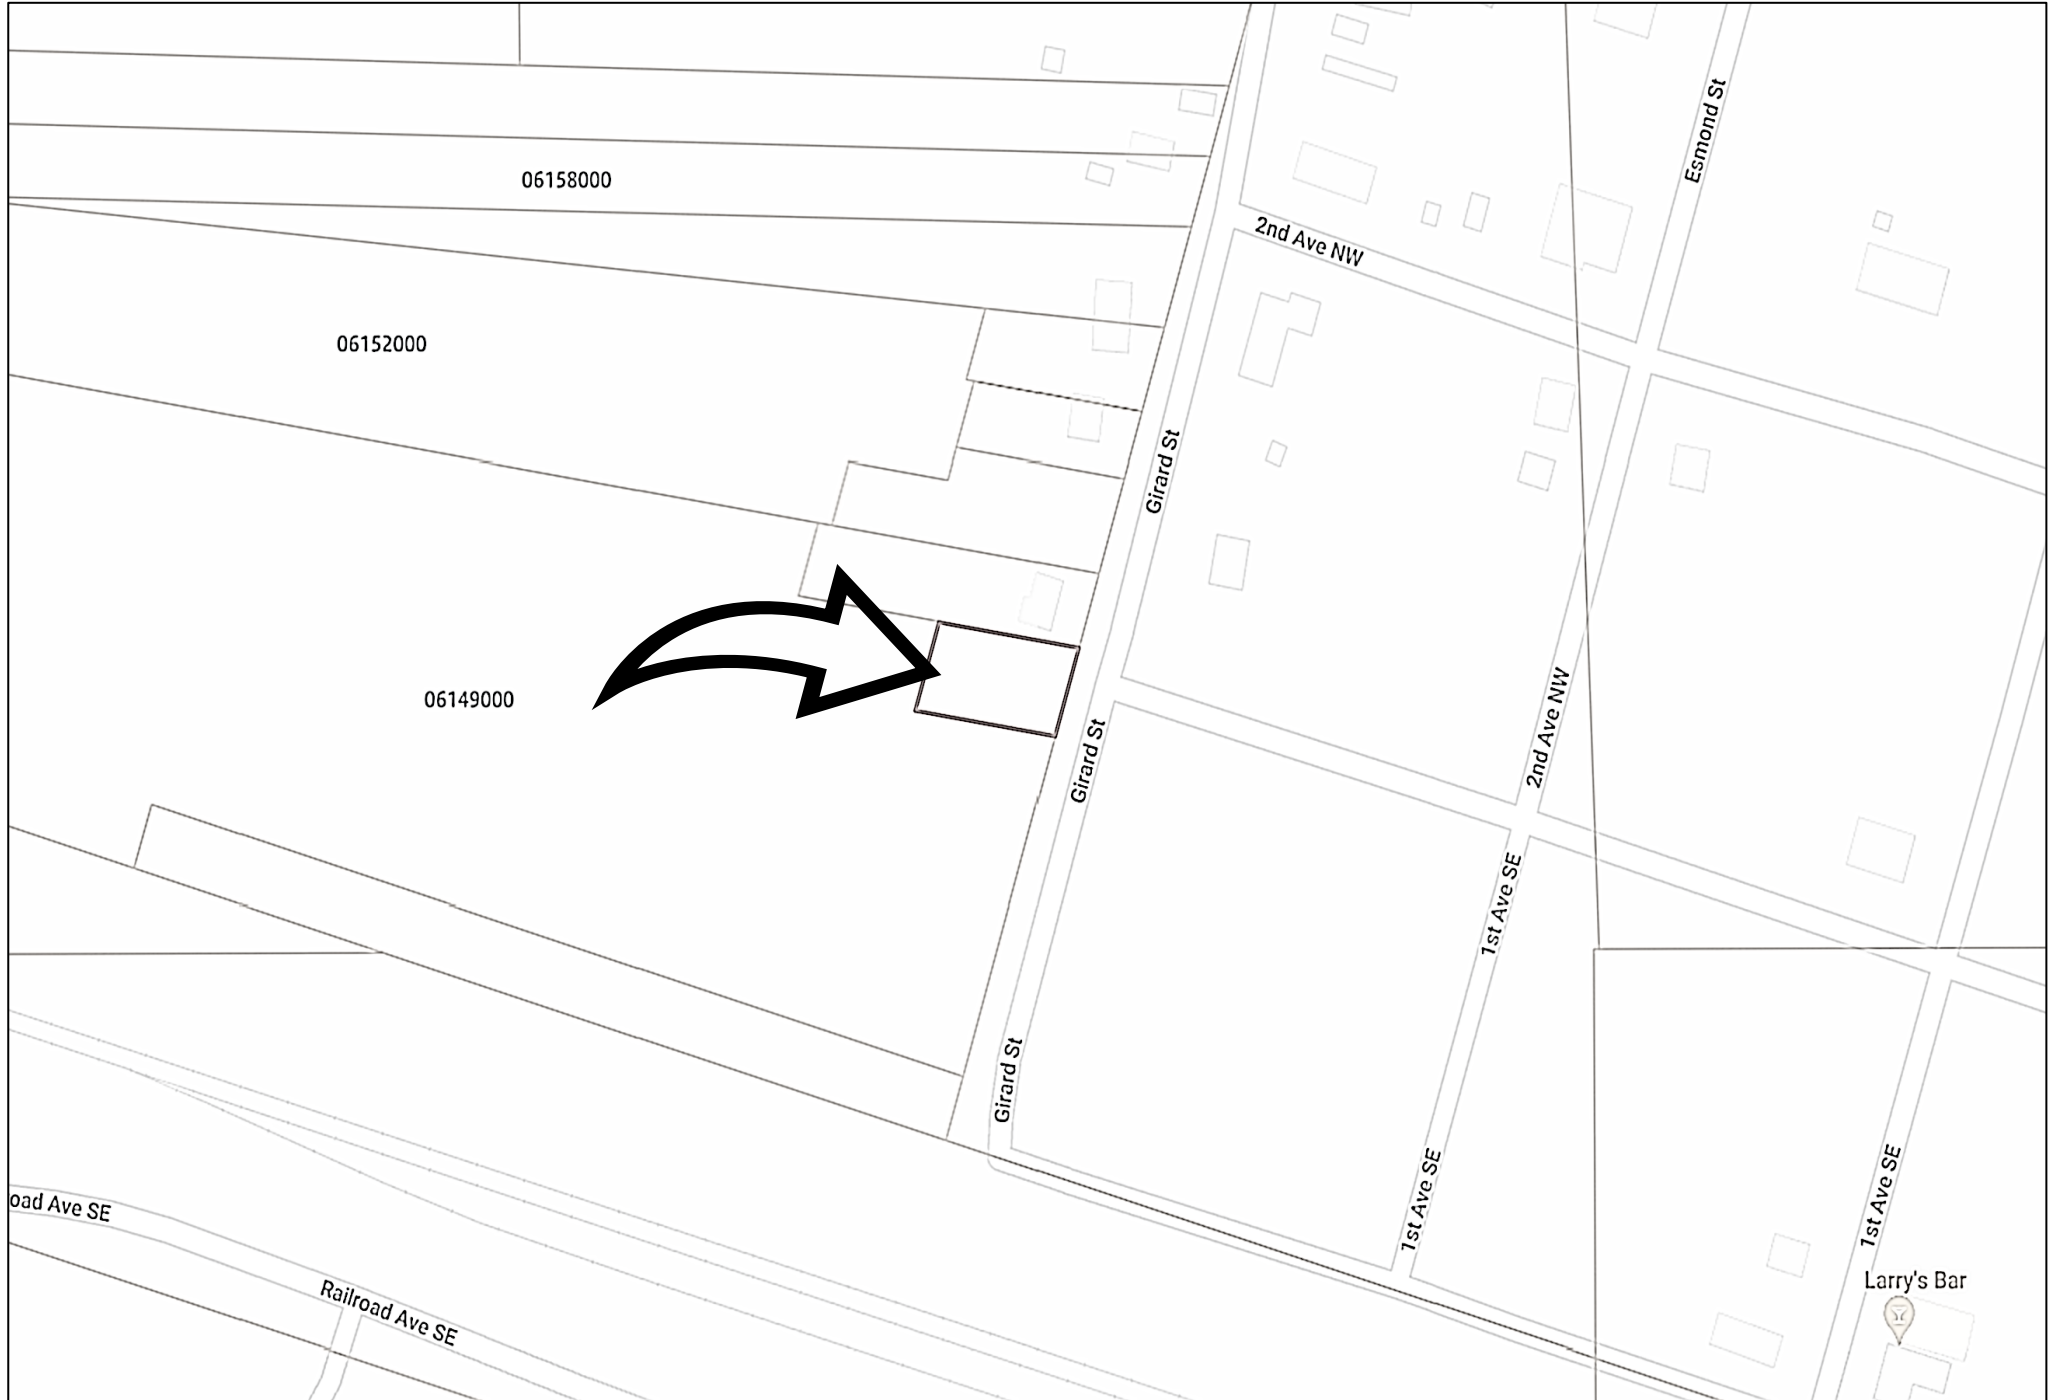 Esmond St
06158000
2nd Ave NW
06152000
Girard St
06149000
2nd Ave NW
Girard St
1st Ave SE
Girard St
1st Ave SE
1st Ave SE
oad Ave SE
Larry's Bar
Railroad Ave SE